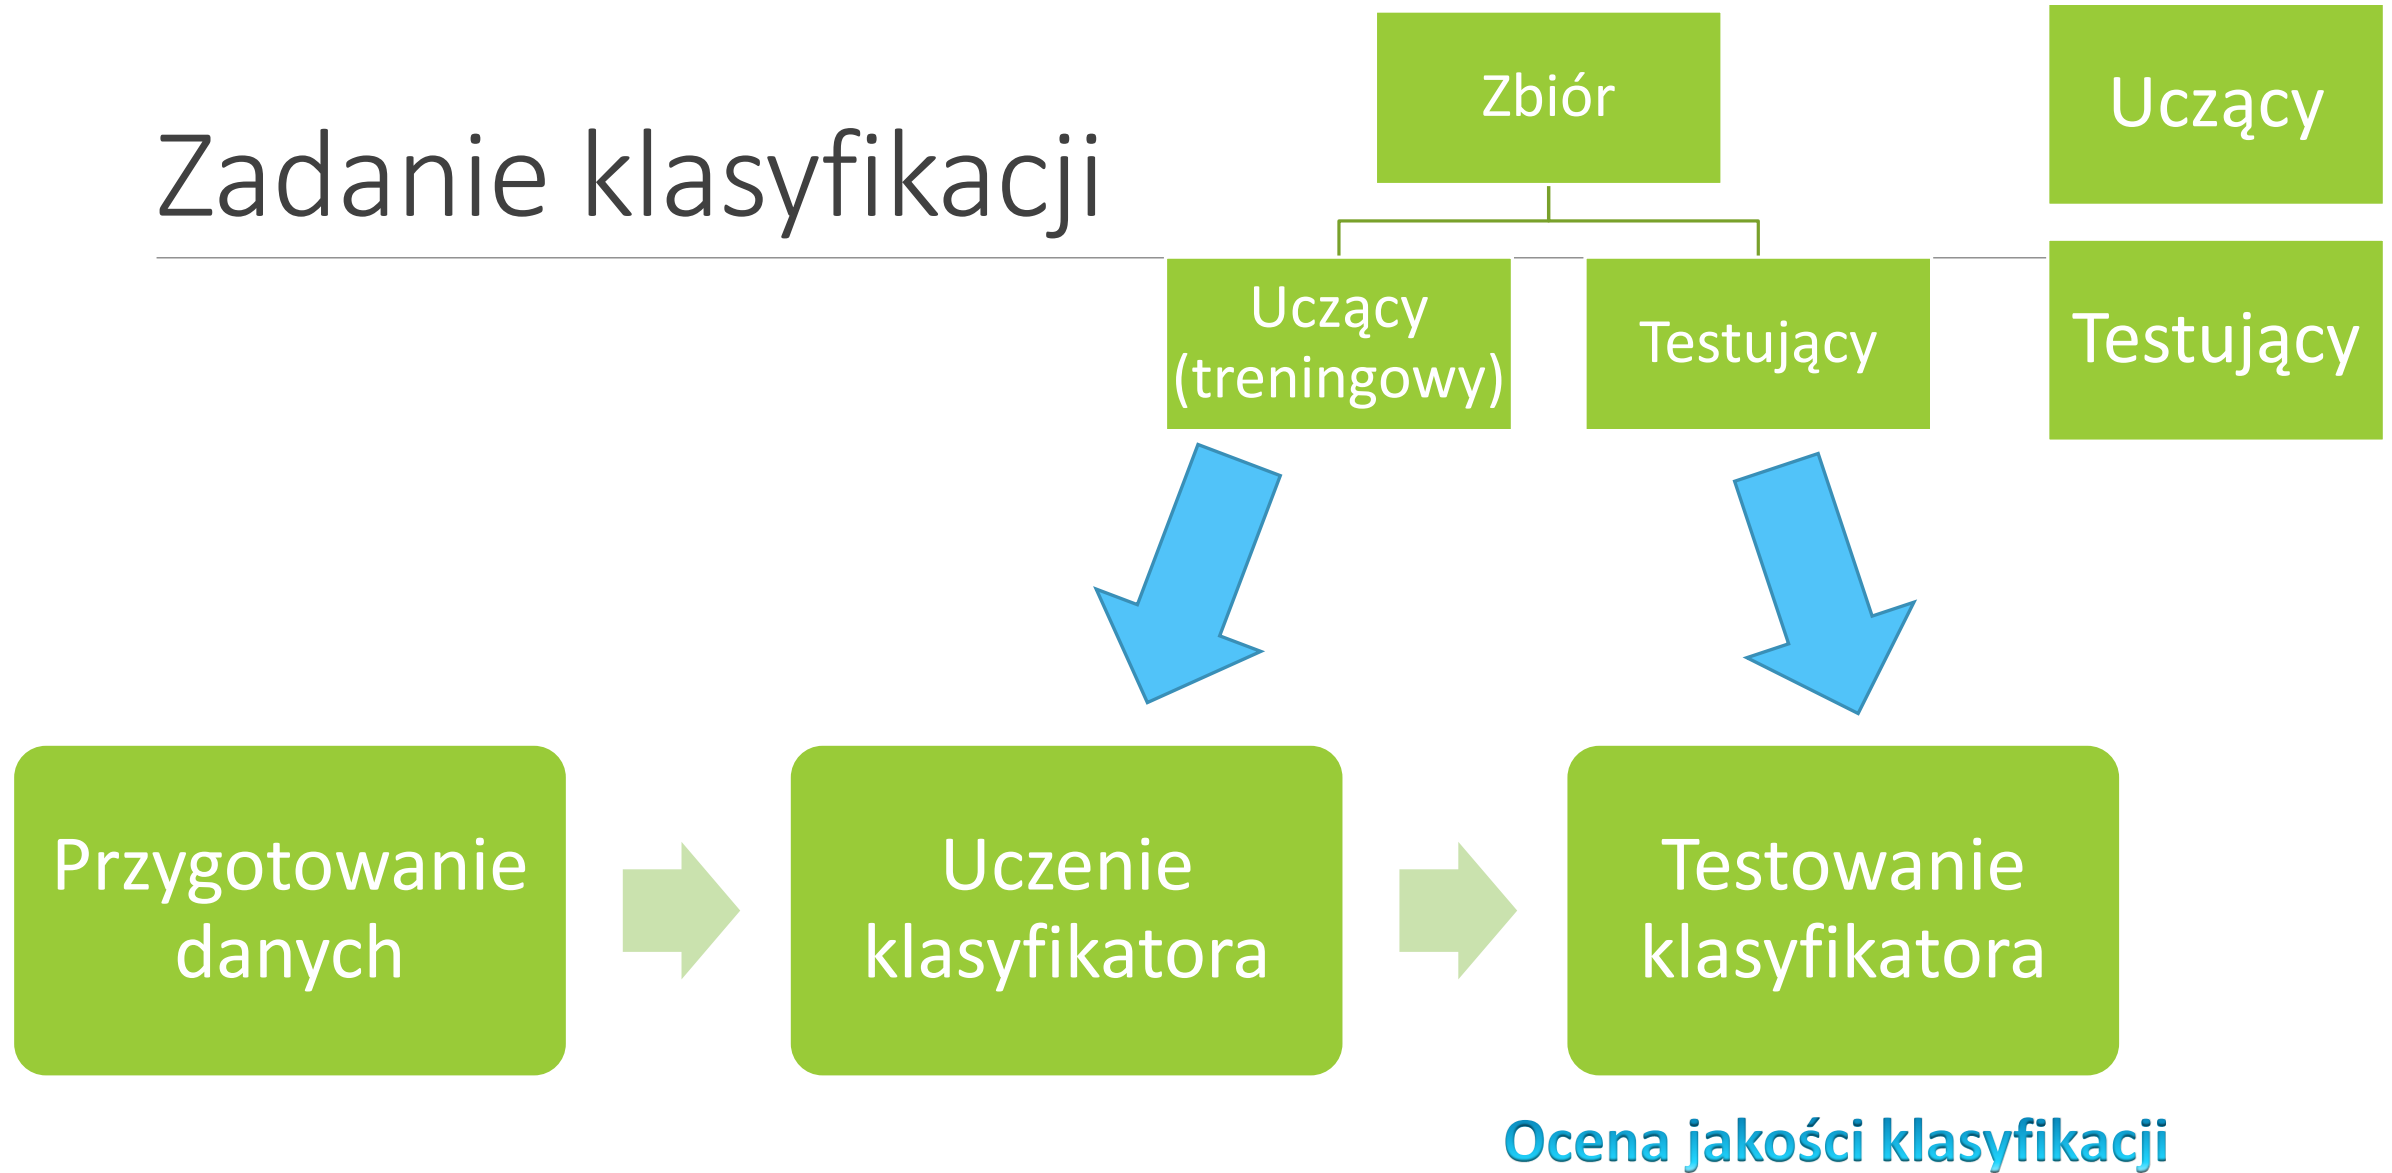 Zadanie klasyfikacji
Zbiór
Uczący
(treningowy)
Testujący
Uczący
Testujący
Przygotowanie
danych
Uczenie
klasyfikatora
Testowanie
klasyfikatora
Ocena jakości klasyfikacji